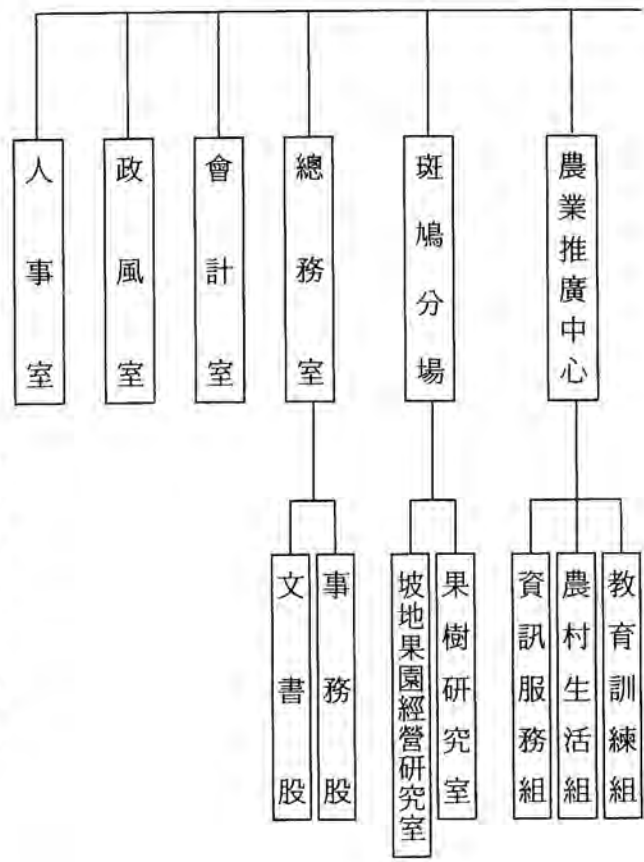 農業推廣中心
斑鳩分場
總務室
會計室
政風室
人事室
教育訓練組
農村生活組
資訊服務組
果樹研究室
坡地果園經營研究室
事務股
文書股